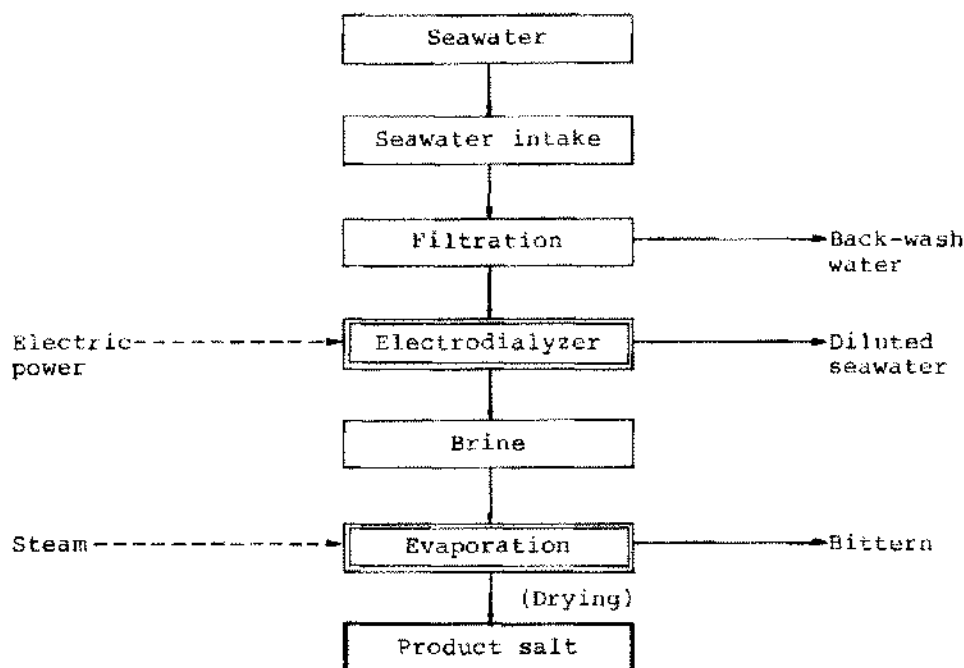 Seawater
Seawater intake
Filtration
Back-wash
water
Electric
power
Electrodialyzer
Diluted
seawater
Brine
Steam
Evaporation
Bittern
(Drying)
Product salt